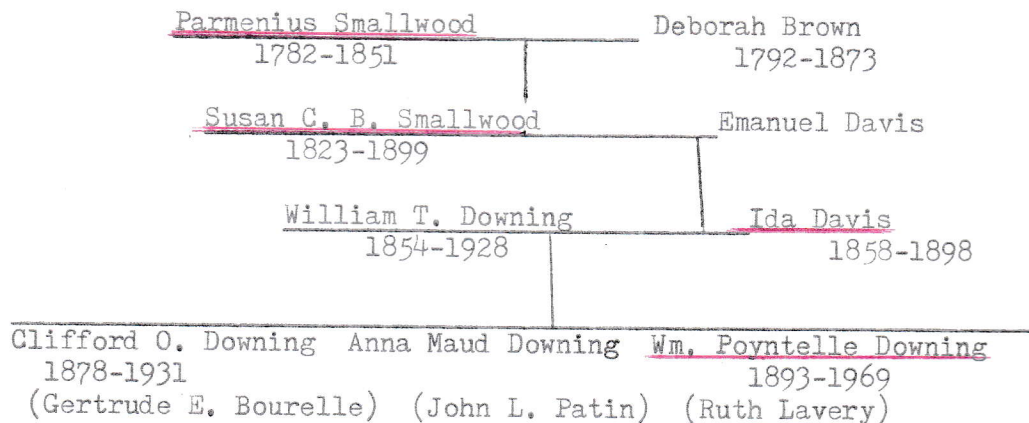 Parmenius Smallwood Deborah Brown
1782-1851 1792-1873
Susan C. B. Smallwood Emanuel Davis
1823-1899
William T. Downing Ida Davis
1854-1928 1858-1898
Clifford O. Downing Anna Maud Downing Wm. Poyntelle Downing
1878-1931 1893-1969
(Gertrude E. Bourelle) (John L. Patin) (Ruth Lavery)